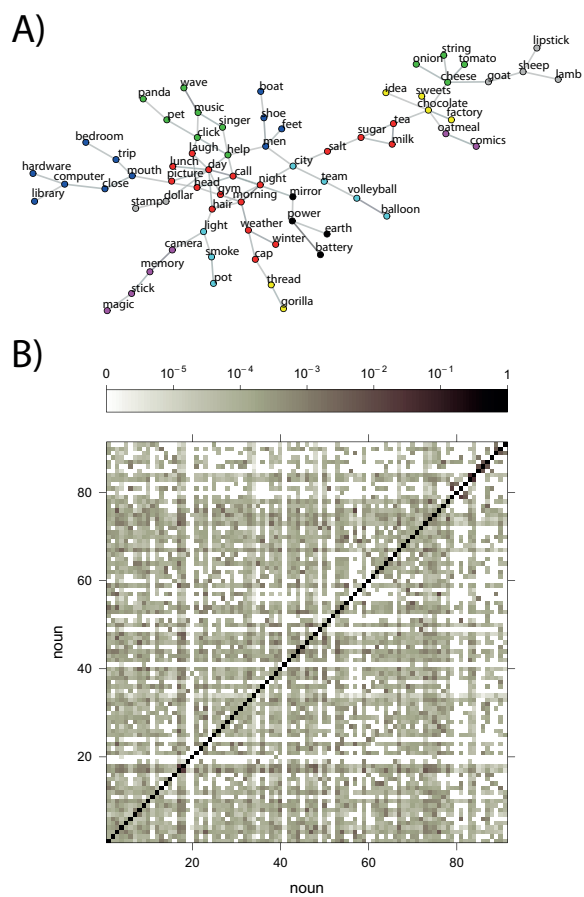 A)
lipstick
string
onion
tomato
cheese
sheep
goat
lamb
wave
boat
panda
idea
sweets
music
chocolate
pet
shoe
singer
feet
tea
factory
click
sugar
oatmeal
bedroom
laugh
help
men
milk
comics
trip
lunch
day
salt
hardware
mouth
picture
call
city
computer
head
night
team
close
gym
mirror
volleyball
library
dollar
morning
stamp
hair
balloon
power
light
weather
earth
camera
winter
smoke
cap
battery
memory
pot
thread
stick
magic
gorilla
B)
0 10⁻⁵ 10⁻⁴ 10⁻³ 10⁻² 10⁻¹ 1
80
60
noun
40
20
20 40 60 80
noun